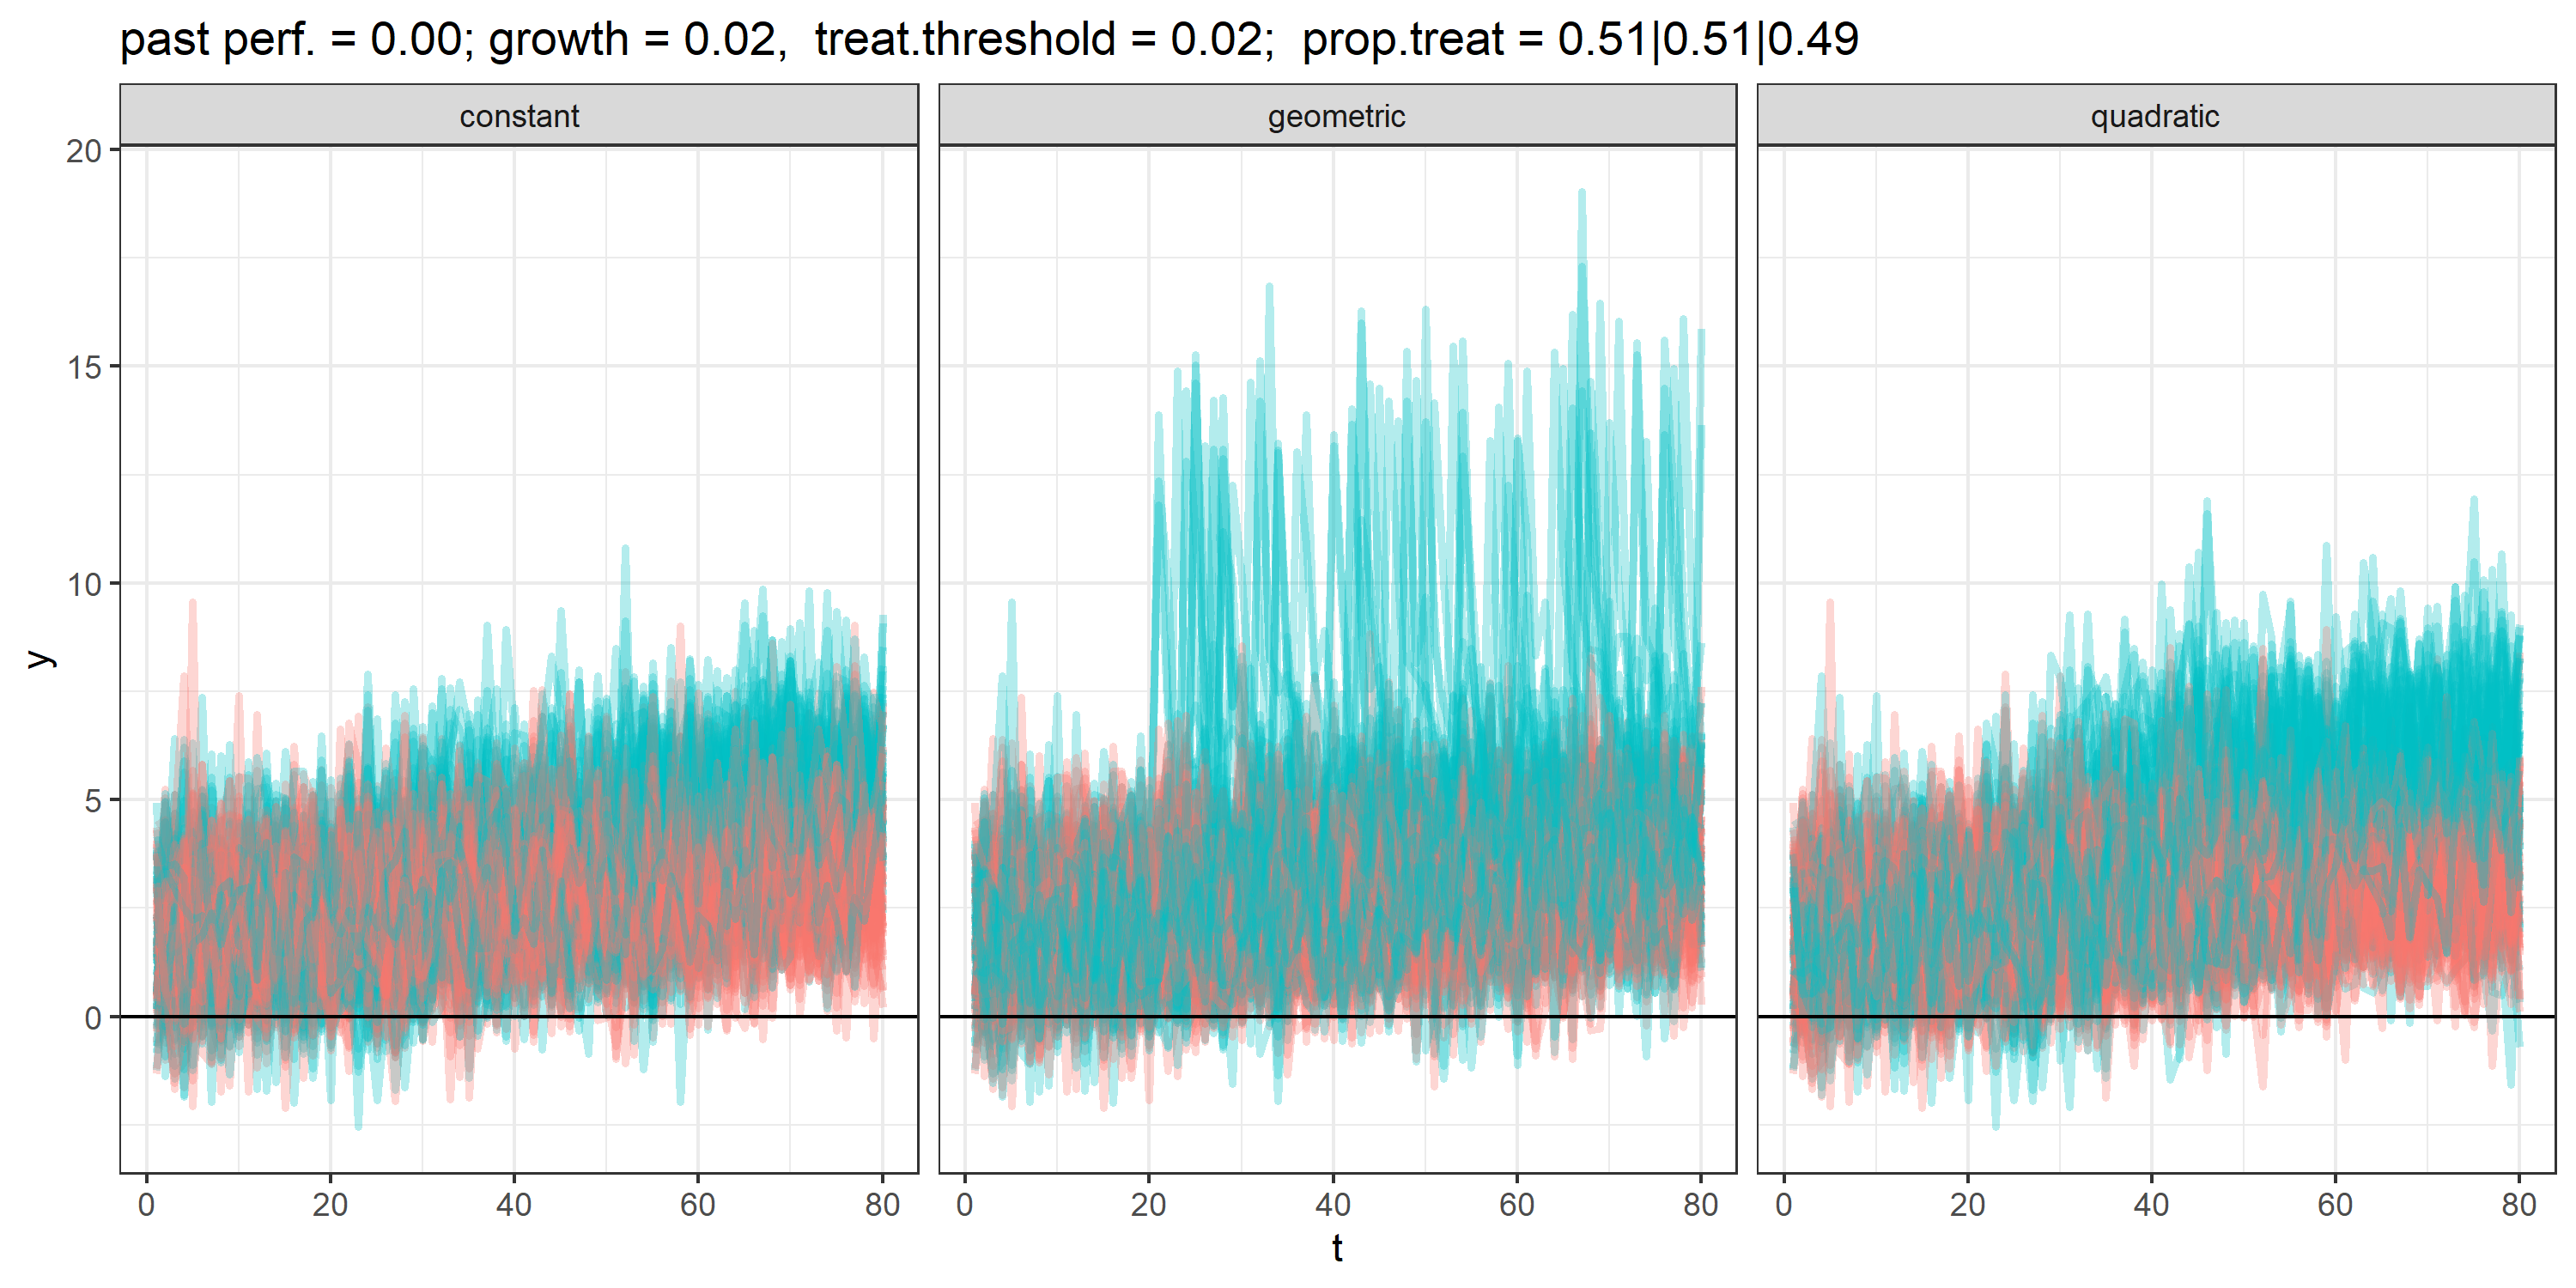 past perf. = 0.00; growth = 0.02,  treat.threshold = 0.02;  prop.treat = 0.51|0.51|0.49
constant geometric quadratic
20
15
10
5
0
y
0 20 40 60 80 0 20 40 60 80 0 20 40 60 80
t